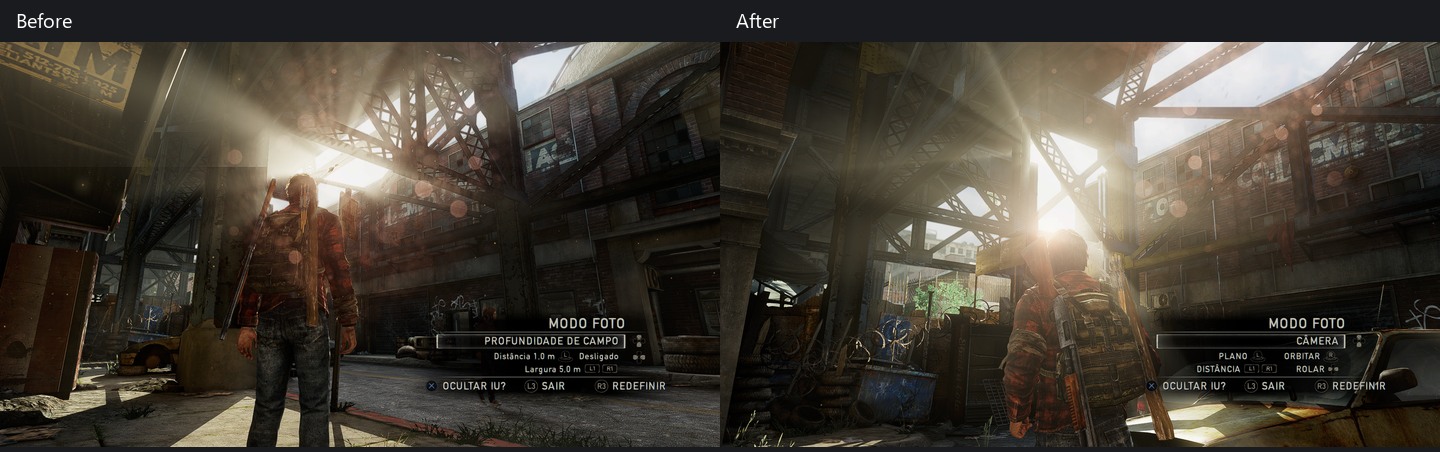 Before
After
MODO FOTO
PROFUNDIDADE DE CAMPO
Distância 1.0 m L Desligado
Largura 5.0 m L1 R1
OCULTAR IU? L3 SAIR R3 REDEFINIR
MODO FOTO
CÂMERA
PLANO L ORBITAR R
DISTÂNCIA L1 R1 ROLAR
OCULTAR IU? L3 SAIR R3 REDEFINIR